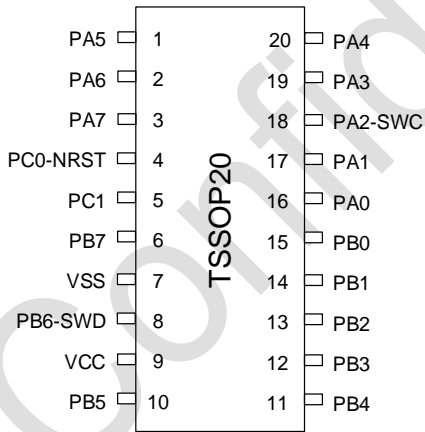 PA5 1 20 PA4
PA6 2 19 PA3
PA7 3 18 PA2-SWC
PC0-NRST 4 17 PA1
PC1 5 16 PA0
PB7 6 15 PB0
VSS 7 14 PB1
PB6-SWD 8 13 PB2
VCC 9 12 PB3
PB5 10 11 PB4
TSSOP20
Confid